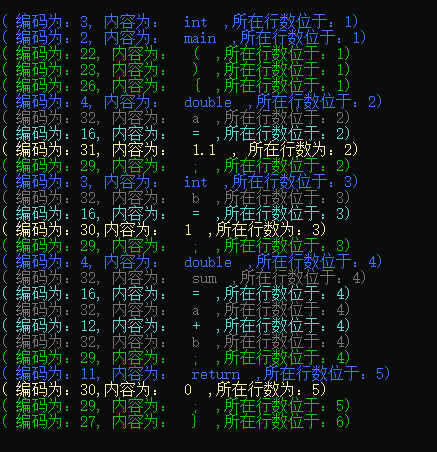 ( 编码为: 3, 内容为:   int  ,所在行数位于: 1)
( 编码为: 2, 内容为:   main  ,所在行数位于: 1)
( 编码为: 22, 内容为:   (  ,所在行数位于: 1)
( 编码为: 23, 内容为:   )  ,所在行数位于: 1)
( 编码为: 26, 内容为:   {  ,所在行数位于: 1)
( 编码为: 4, 内容为:   double  ,所在行数位于: 2)
( 编码为: 32, 内容为:   a  ,所在行数位于: 2)
( 编码为: 16, 内容为:   =  ,所在行数位于: 2)
( 编码为: 31, 内容为:   1.1  , 所在行数为: 2)
( 编码为: 29, 内容为:   ;  ,所在行数位于: 2)
( 编码为: 3, 内容为:   int  ,所在行数位于: 3)
( 编码为: 32, 内容为:   b  ,所在行数位于: 3)
( 编码为: 16, 内容为:   =  ,所在行数位于: 3)
( 编码为: 30,内容为:   1  ,所在行数为: 3)
( 编码为: 29, 内容为:   ;  ,所在行数位于: 3)
( 编码为: 4, 内容为:   double  ,所在行数位于: 4)
( 编码为: 32, 内容为:   sum  ,所在行数位于: 4)
( 编码为: 16, 内容为:   =  ,所在行数位于: 4)
( 编码为: 32, 内容为:   a  ,所在行数位于: 4)
( 编码为: 12, 内容为:   +  ,所在行数位于: 4)
( 编码为: 32, 内容为:   b  ,所在行数位于: 4)
( 编码为: 29, 内容为:   ;  ,所在行数位于: 4)
( 编码为: 11, 内容为:   return  ,所在行数位于: 5)
( 编码为: 30,内容为:   0  ,所在行数为: 5)
( 编码为: 29, 内容为:   ;  ,所在行数位于: 5)
( 编码为: 27, 内容为:   }  ,所在行数位于: 6)